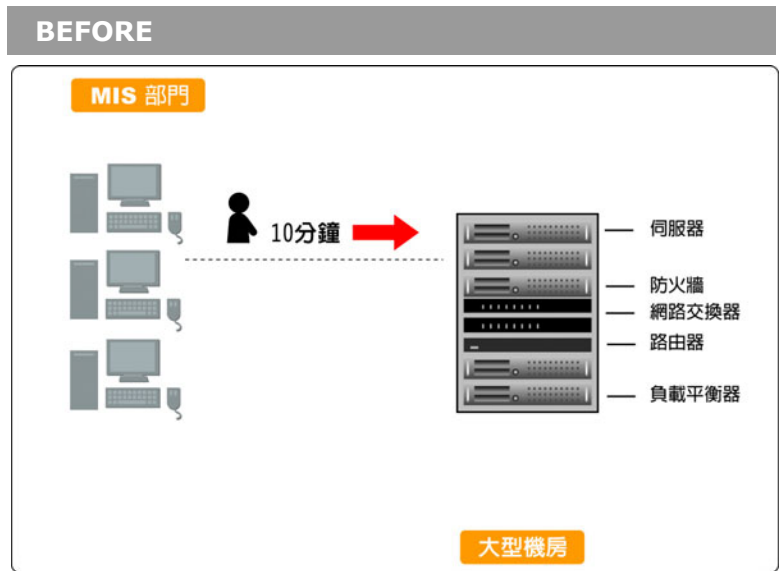 BEFORE
MIS 部門
10分鐘
伺服器
防火牆
網路交換器
路由器
負載平衡器
大型機房